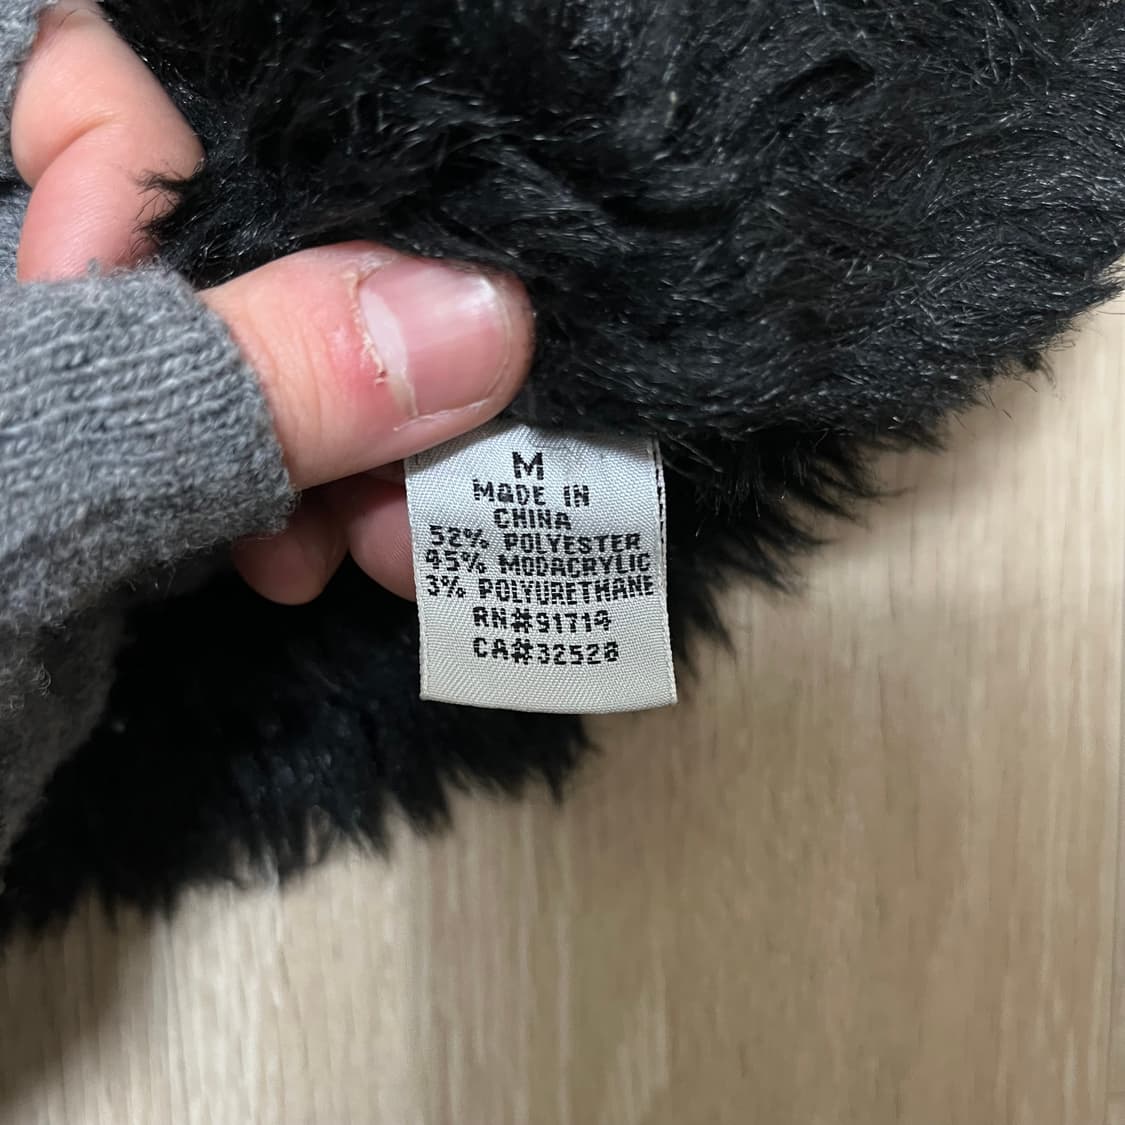 M
MADE IN
CHINA
52% POLYESTER
45% MODACRYLIC
3% POLYURETHANE
RN#91714
CA#32528